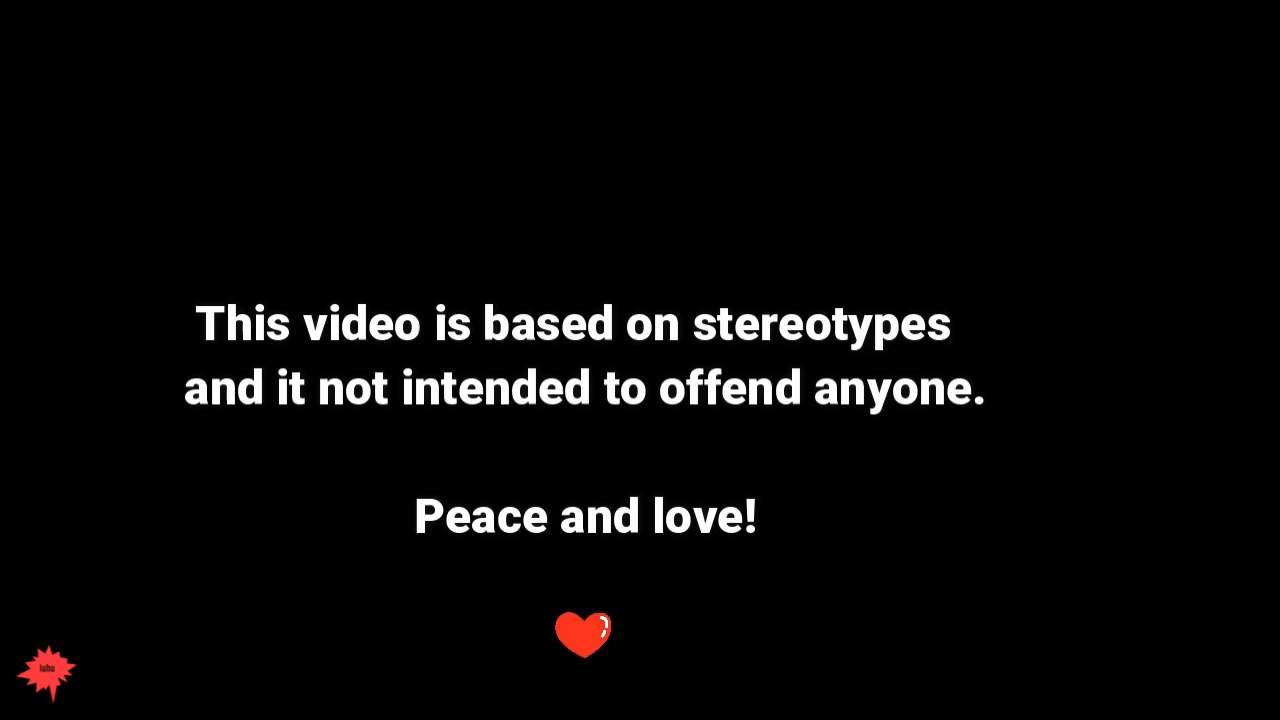 This video is based on stereotypes
and it not intended to offend anyone.
Peace and love!